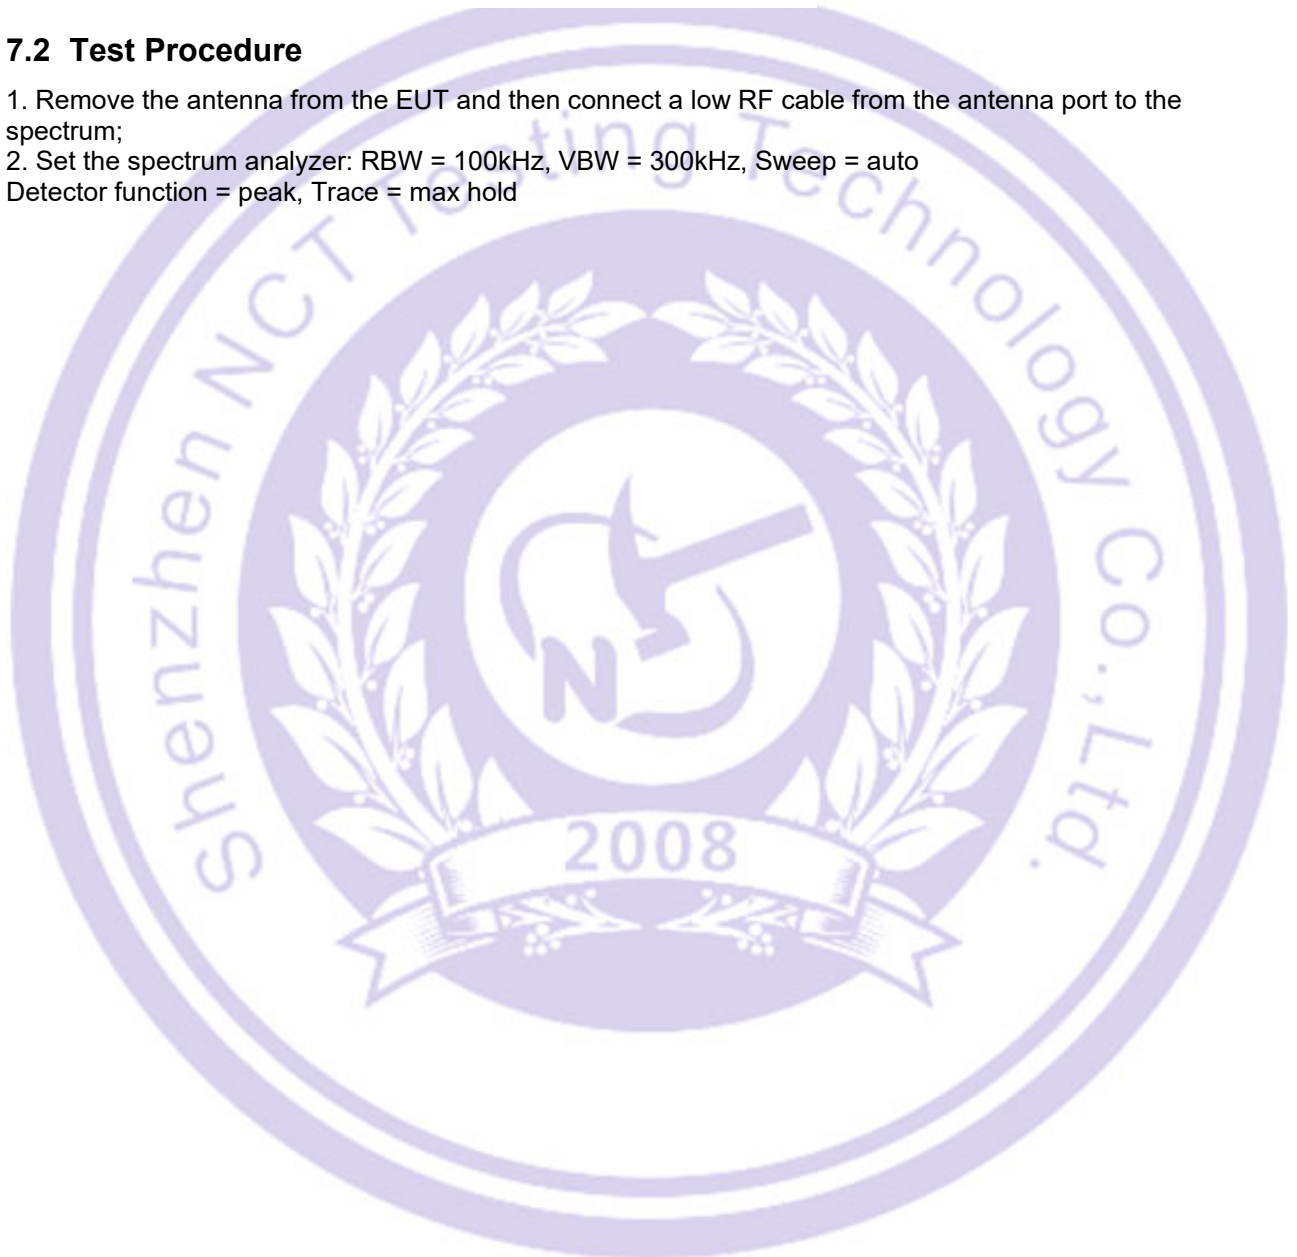 7.2 Test Procedure
1. Remove the antenna from the EUT and then connect a low RF cable from the antenna port to the
spectrum;
2. Set the spectrum analyzer: RBW = 100kHz, VBW = 300kHz, Sweep = auto
Detector function = peak, Trace = max hold
Shenzhen NCT Testing Technology Co.,Ltd.
N
2008